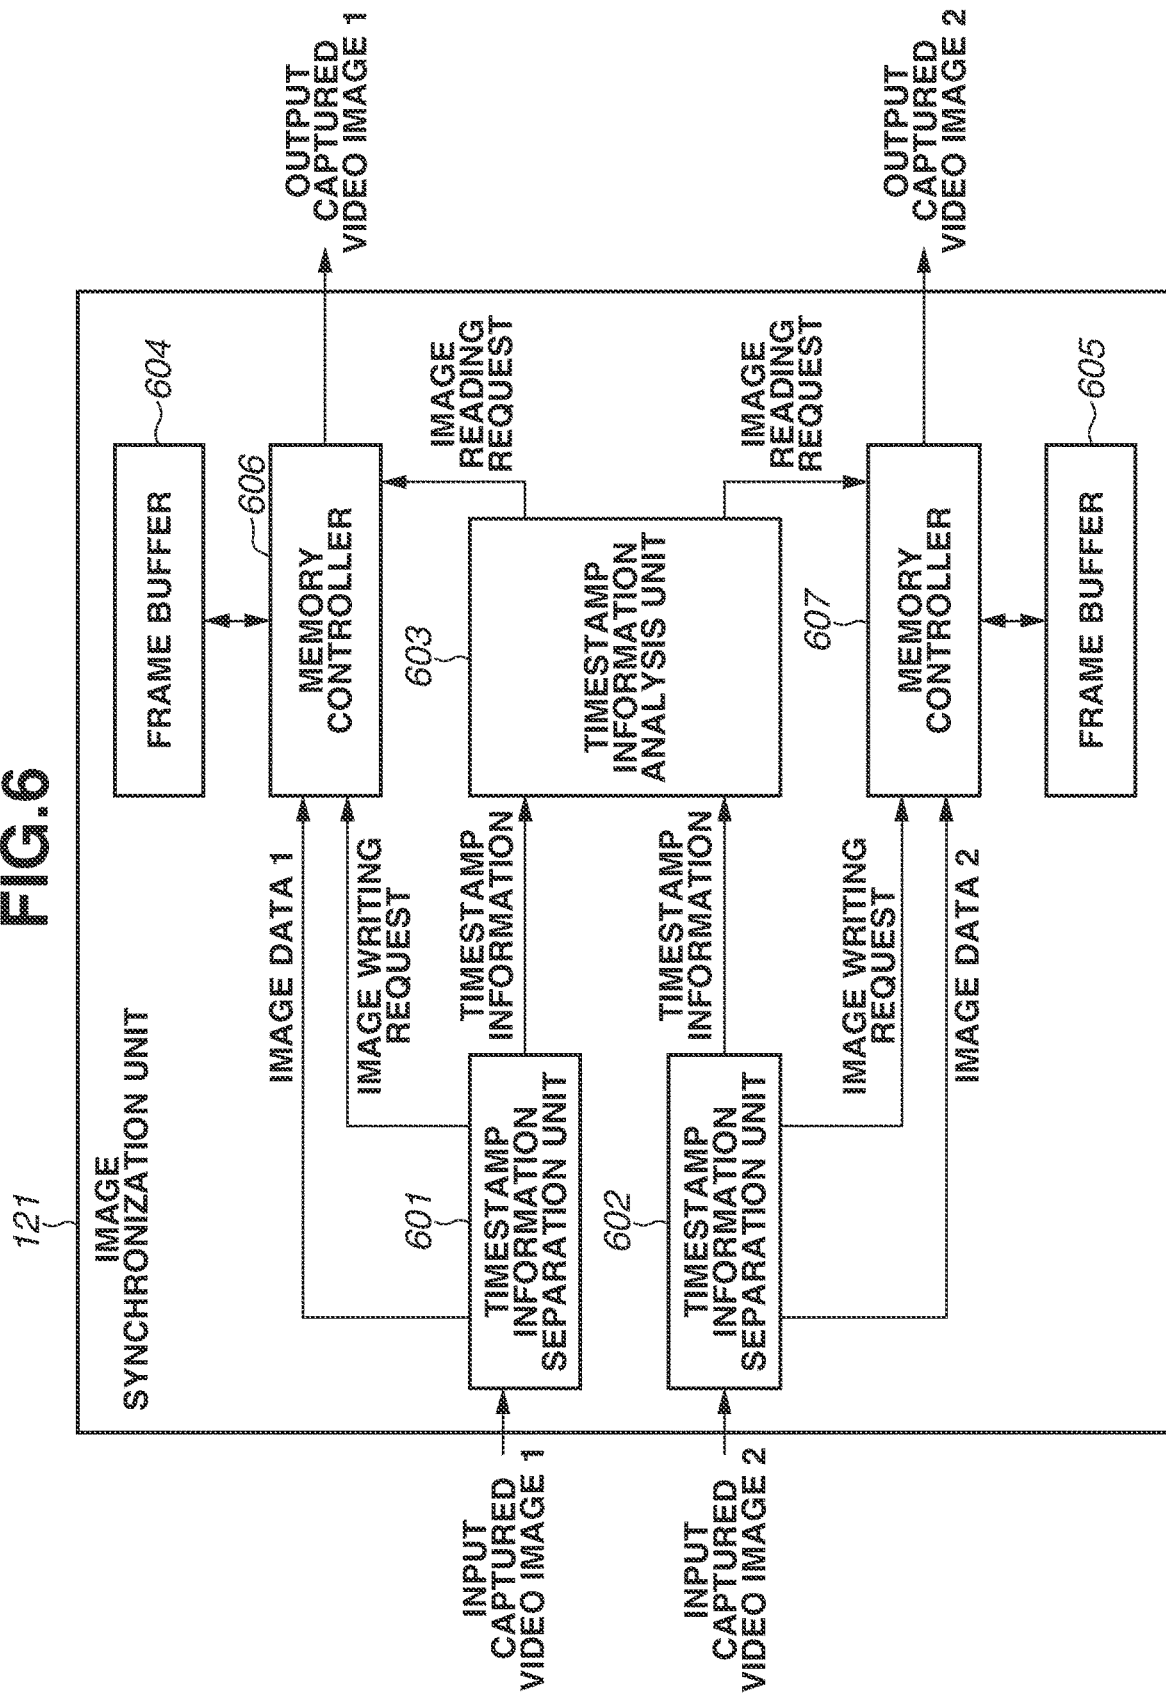 FIG.6
121
IMAGE
SYNCHRONIZATION UNIT
FRAME BUFFER
604
606
MEMORY
CONTROLLER
OUTPUT
CAPTURED
VIDEO IMAGE 1
IMAGE DATA 1
IMAGE WRITING
REQUEST
IMAGE
READING
REQUEST
INPUT
CAPTURED
VIDEO IMAGE 1
601
TIMESTAMP
INFORMATION
SEPARATION UNIT
TIMESTAMP
INFORMATION
603
TIMESTAMP
INFORMATION
ANALYSIS UNIT
INPUT
CAPTURED
VIDEO IMAGE 2
602
TIMESTAMP
INFORMATION
SEPARATION UNIT
TIMESTAMP
INFORMATION
IMAGE
READING
REQUEST
IMAGE WRITING
REQUEST
IMAGE DATA 2
607
MEMORY
CONTROLLER
OUTPUT
CAPTURED
VIDEO IMAGE 2
FRAME BUFFER
605